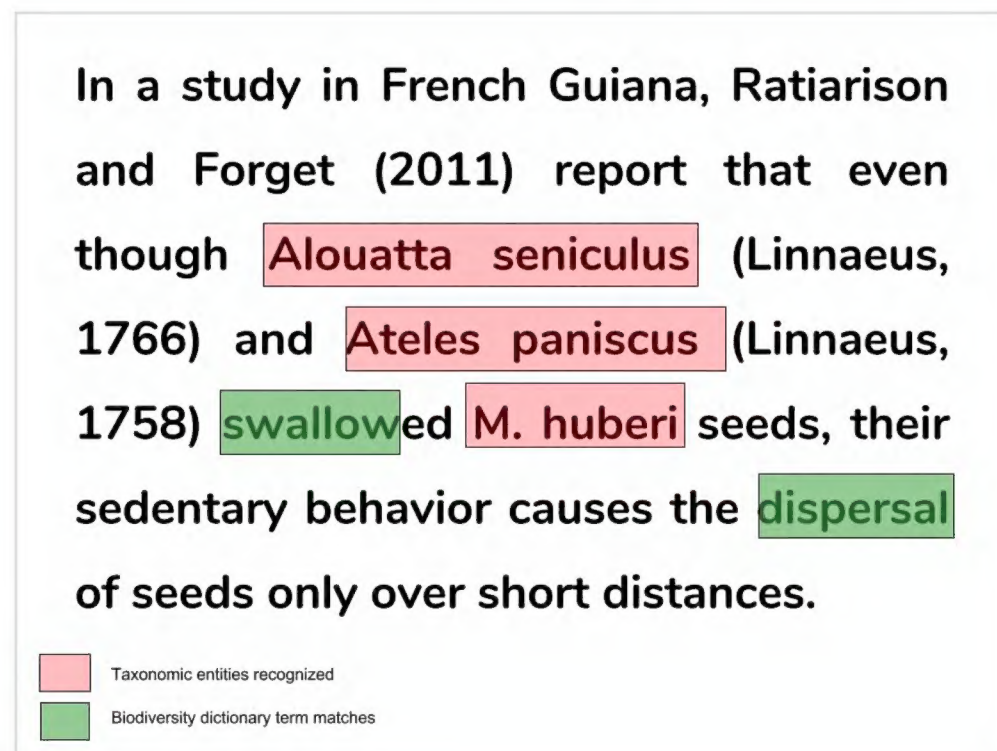 In a study in French Guiana, Ratiarison
and Forget (2011) report that even
though Alouatta seniculus (Linnaeus,
1766) and Ateles paniscus (Linnaeus,
1758) swallowed M. huberi seeds, their
sedentary behavior causes the dispersal
of seeds only over short distances.
Taxonomic entities recognized
Biodiversity dictionary term matches